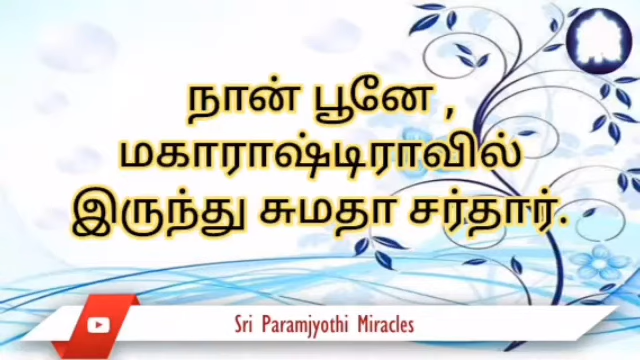 நான் பூனே ,
மகாராஷ்டிராவில்
இருந்து சுமதா சர்தார்.
Sri Paramjyothi Miracles